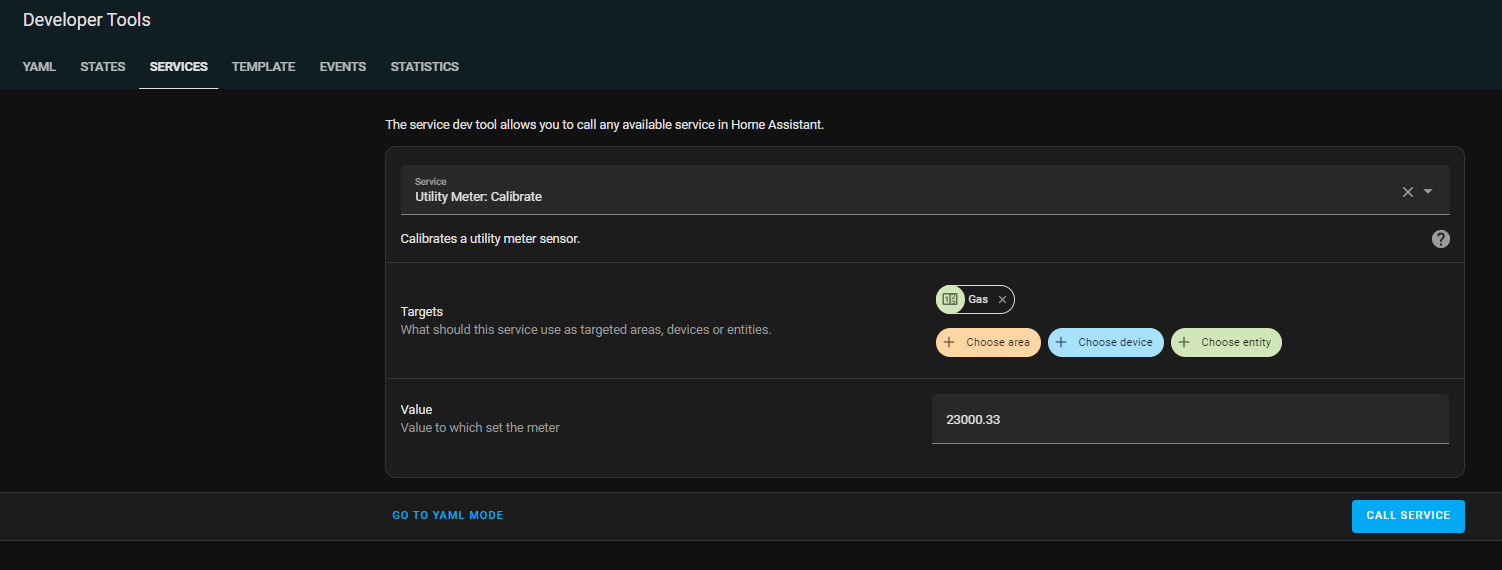 Developer Tools
YAML STATES SERVICES TEMPLATE EVENTS STATISTICS
The service dev tool allows you to call any available service in Home Assistant.
Service
Utility Meter: Calibrate
Calibrates a utility meter sensor.
Targets
What should this service use as targeted areas, devices or entities.
Gas
Choose area Choose device Choose entity
Value
Value to which set the meter
23000.33
GO TO YAML MODE CALL SERVICE